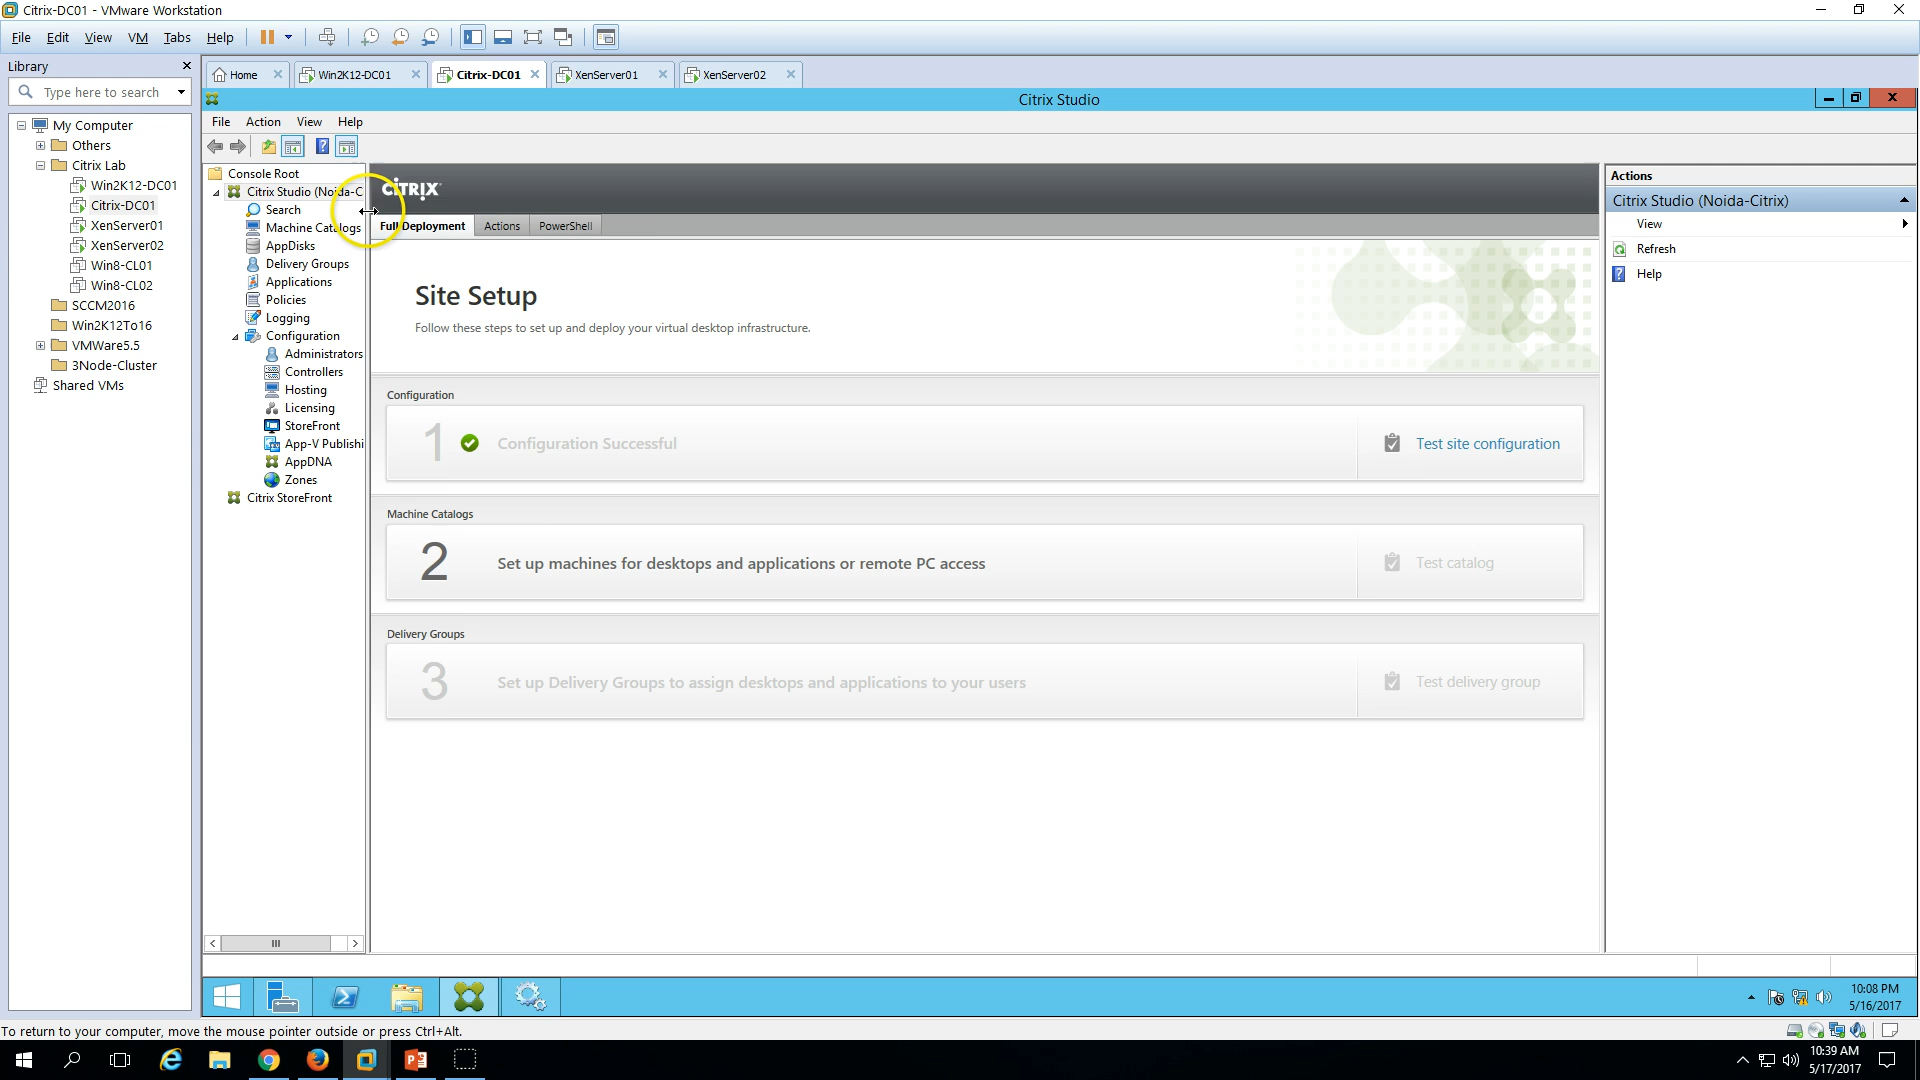 Citrix-DC01 - VMware Workstation
File Edit View VM Tabs Help
Library
Type here to search
My Computer
Others
Citrix Lab
Win2K12-DC01
Citrix-DC01
XenServer01
XenServer02
Win8-CL01
Win8-CL02
SCCM2016
Win2K12To16
VMWare5.5
3Node-Cluster
Shared VMs
Home Win2K12-DC01 Citrix-DC01 XenServer01 XenServer02
Citrix Studio
File Action View Help
Console Root
Citrix Studio (Noida-C
Search
Machine Catalogs
AppDisks
Delivery Groups
Applications
Policies
Logging
Configuration
Administrators
Controllers
Hosting
Licensing
StoreFront
App-V Publishi
AppDNA
Zones
Citrix StoreFront
CITRIX
Full Deployment Actions PowerShell
Site Setup
Follow these steps to set up and deploy your virtual desktop infrastructure.
Configuration
1 Configuration Successful Test site configuration
Machine Catalogs
2 Set up machines for desktops and applications or remote PC access Test catalog
Delivery Groups
3 Set up Delivery Groups to assign desktops and applications to your users Test delivery group
Actions
Citrix Studio (Noida-Citrix)
View
Refresh
Help
10:08 PM
5/16/2017
To return to your computer, move the mouse pointer outside or press Ctrl+Alt.
10:39 AM
5/17/2017